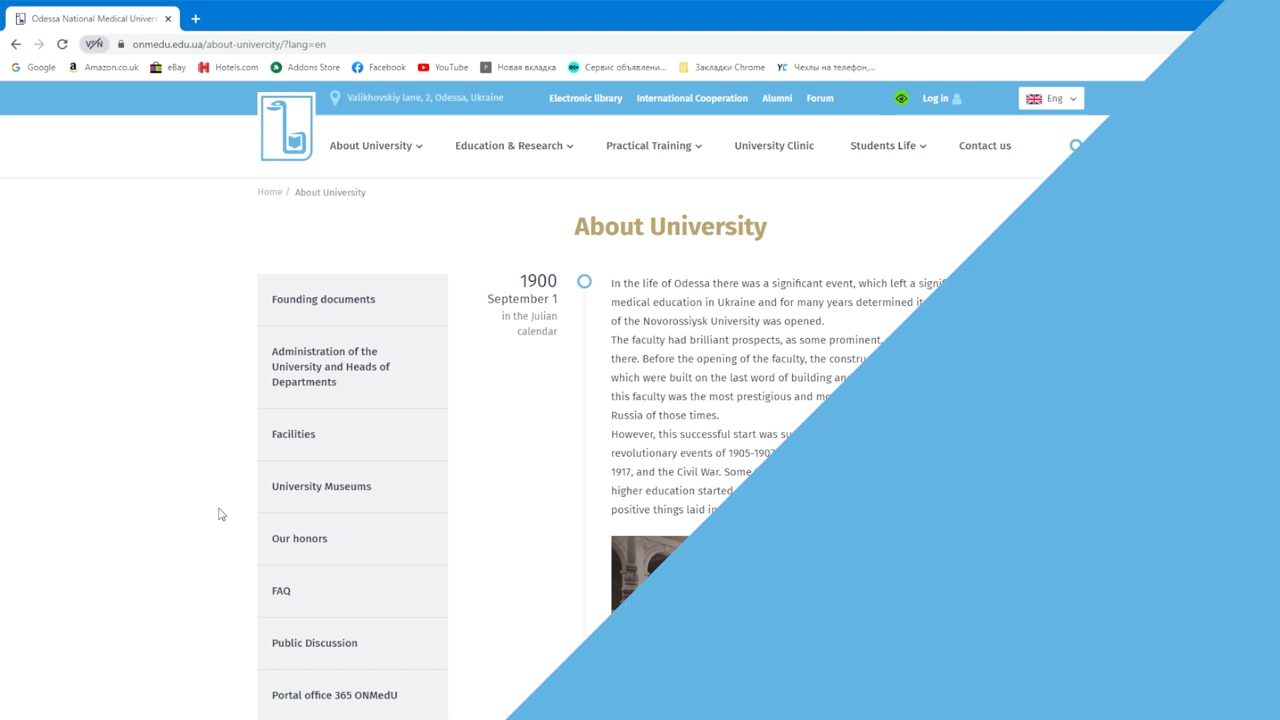 Odessa National Medical Univer
VPN
onmedu.edu.ua/about-univercity/?lang=en
Google
Amazon.co.uk
eBay
Hotels.com
Addons Store
Facebook
YouTube
Новая вкладка
Сервис объявлени...
Закладки Chrome
YC Чехлы на телефон,...
Valikhovskiy lane, 2, Odessa, Ukraine
Electronic library
International Cooperation
Alumni
Forum
Log in
Eng
About University
Education & Research
Practical Training
University Clinic
Students Life
Contact us
Home / About University
About University
Founding documents
Administration of the
University and Heads of
Departments
Facilities
University Museums
Our honors
FAQ
Public Discussion
Portal office 365 ONMedU
1900
September 1
in the Julian
calendar
In the life of Odessa there was a significant event, which left a
medical education in Ukraine and for many years determined
of the Novorossiysk University was opened.
The faculty had brilliant prospects, as some prominent
there. Before the opening of the faculty, the
which were built on the last word of building
this faculty was the most prestigious and
Russia of those times.
However, this successful start was
revolutionary events of
1917, and the Civil War. Some
higher education started
positive things laid